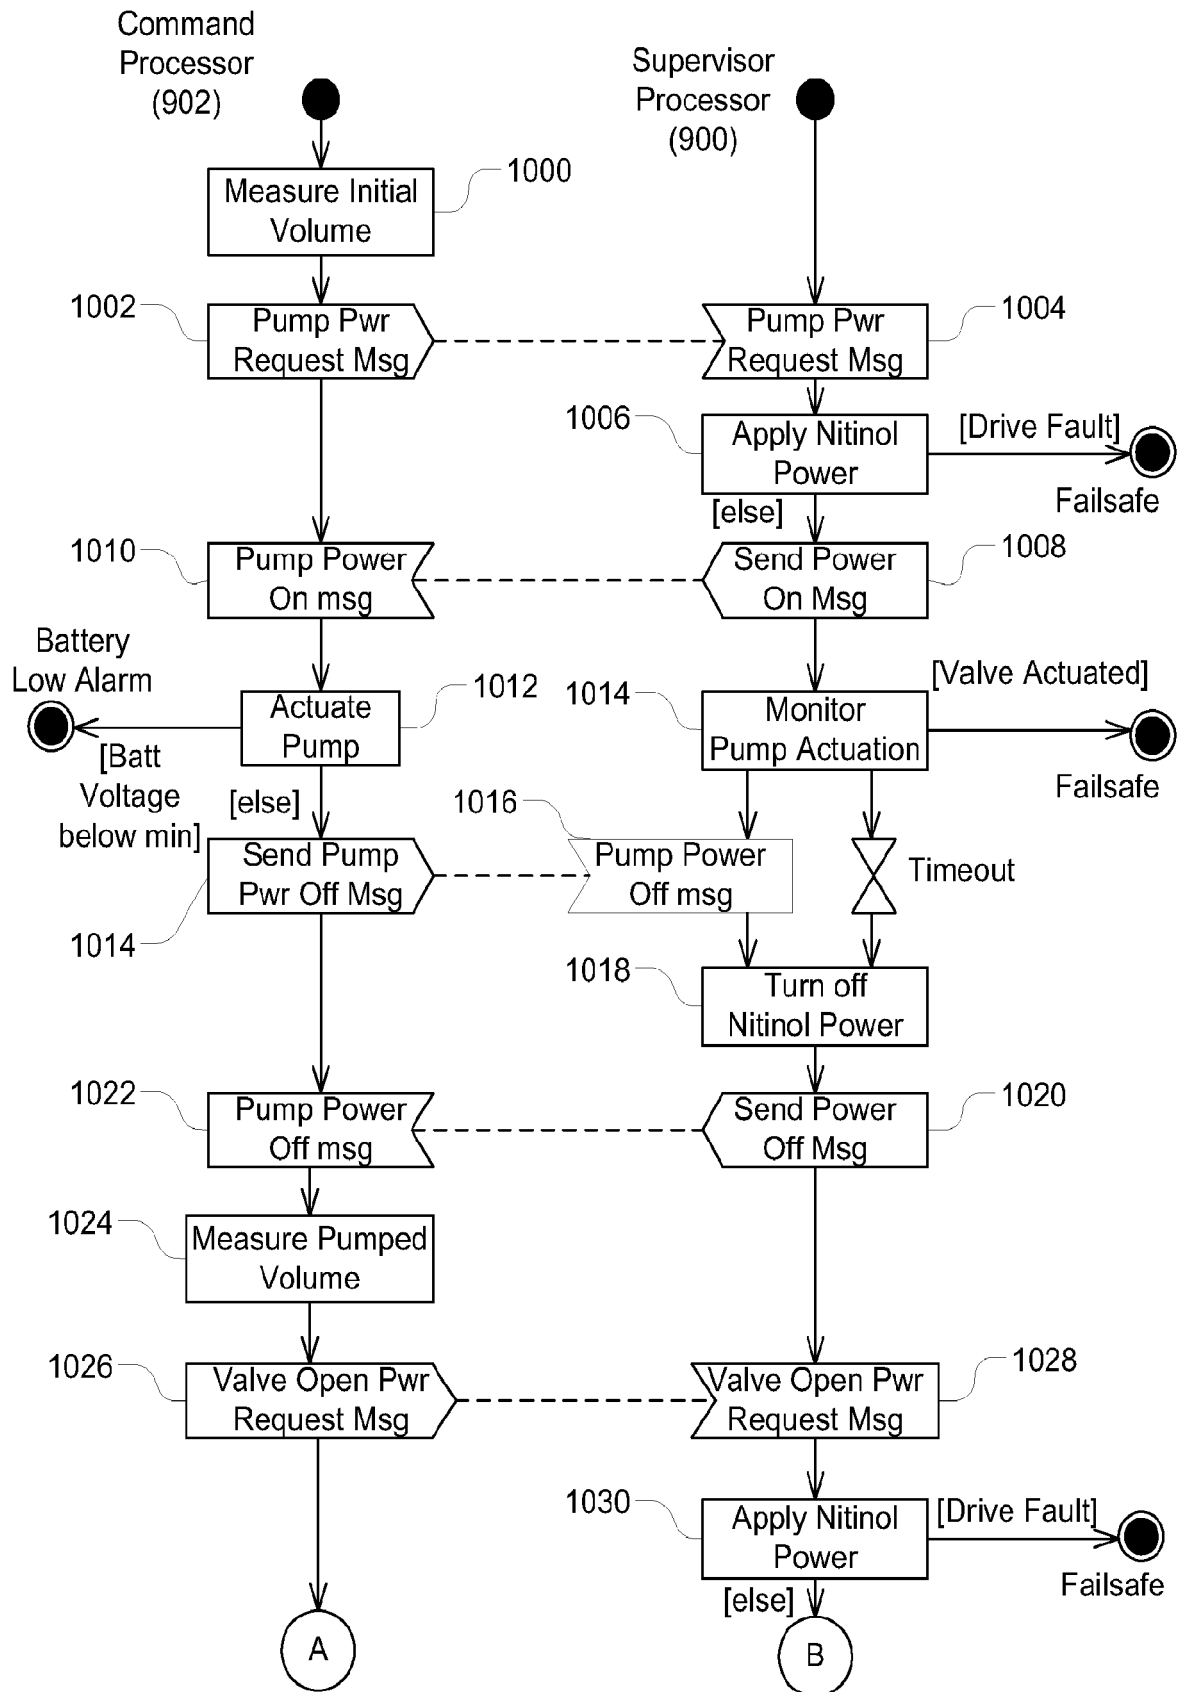 Command
Processor
(902)
Supervisor
Processor
(900)
Measure Initial
Volume
1000
1002
Pump Pwr
Request Msg
Pump Pwr
Request Msg
1004
1006
Apply Nitinol
Power
[Drive Fault]
Failsafe
[else]
1010
Pump Power
On msg
Send Power
On Msg
1008
Battery
Low Alarm
Actuate
Pump
1012
1014
Monitor
Pump Actuation
[Valve Actuated]
Failsafe
[Batt
Voltage
below min]
[else]
1016
Send Pump
Pwr Off Msg
1014
Pump Power
Off msg
Timeout
1018
Turn off
Nitinol Power
1022
Pump Power
Off msg
Send Power
Off Msg
1020
1024
Measure Pumped
Volume
1026
Valve Open Pwr
Request Msg
Valve Open Pwr
Request Msg
1028
1030
Apply Nitinol
Power
[Drive Fault]
Failsafe
[else]
A
B